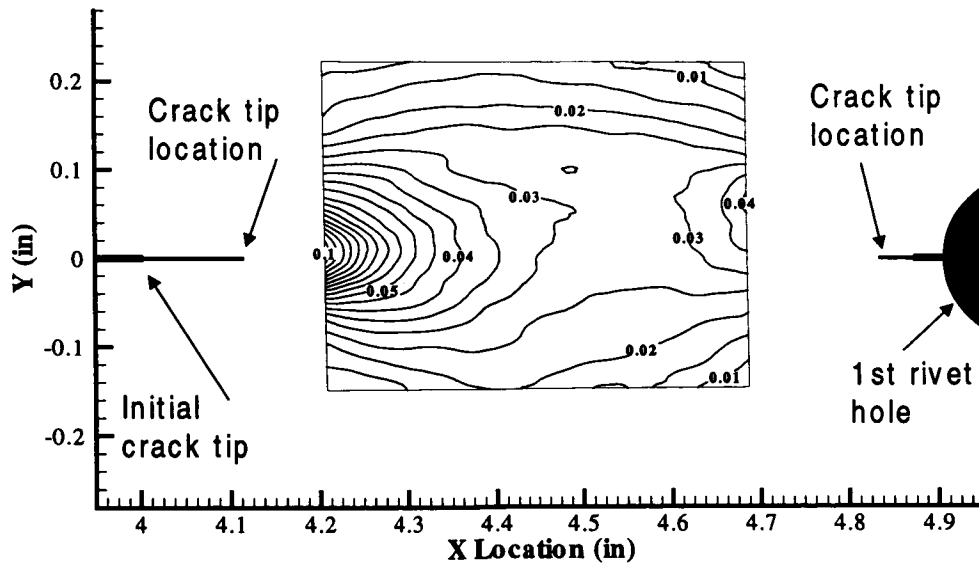 0.2
0.1
0
-0.1
-0.2
Y (in)
Crack tip
location
Initial
crack tip
0.01
0.02
0.03
0.04
0.03
0.1
0.04
0.05
0.02
0.01
Crack tip
location
1st rivet
hole
4
4.1
4.2
4.3
4.4
4.5
4.6
4.7
4.8
4.9
X Location (in)